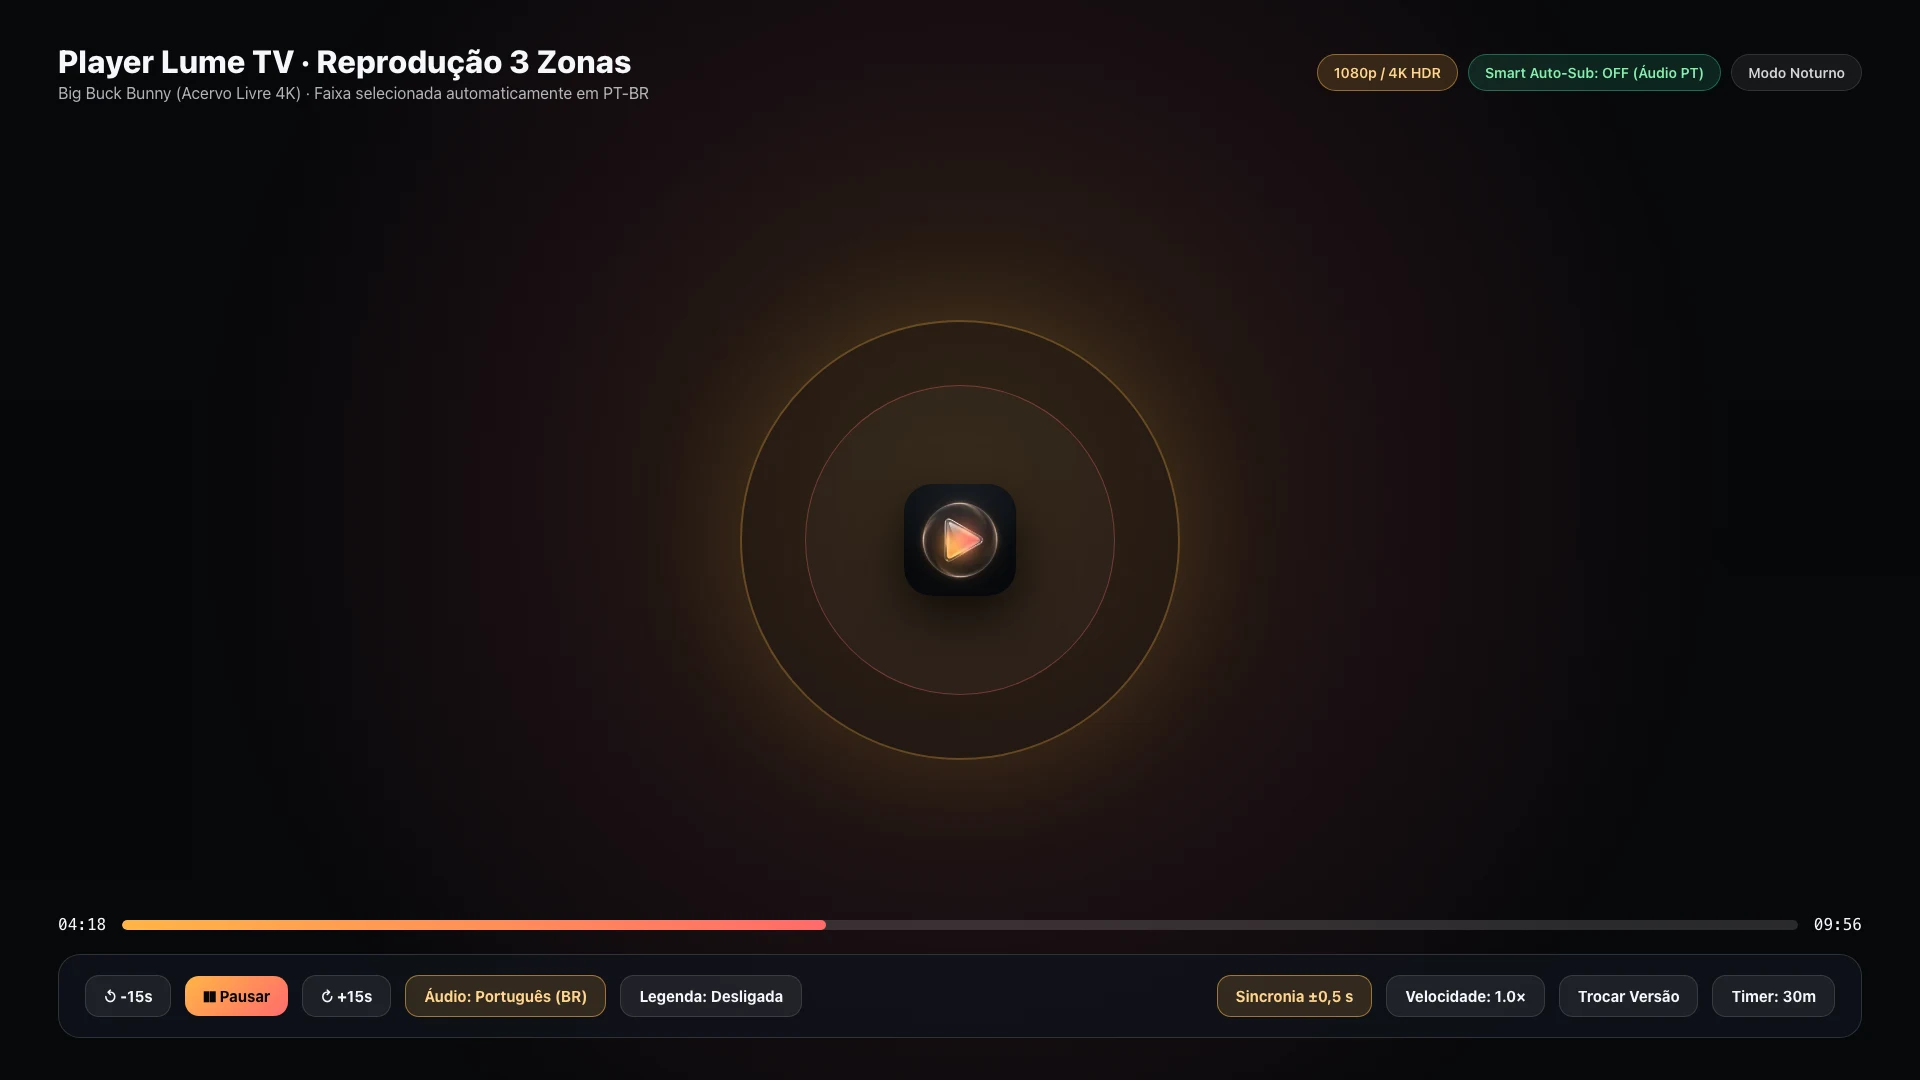 Player Lume TV · Reprodução 3 Zonas
Big Buck Bunny (Acervo Livre 4K) · Faixa selecionada automaticamente em PT-BR
1080p / 4K HDR
Smart Auto-Sub: OFF (Áudio PT)
Modo Noturno
04:18
09:56
↺ -15s
Pausar
↻ +15s
Áudio: Português (BR)
Legenda: Desligada
Sincronia ±0,5 s
Velocidade: 1.0×
Trocar Versão
Timer: 30m